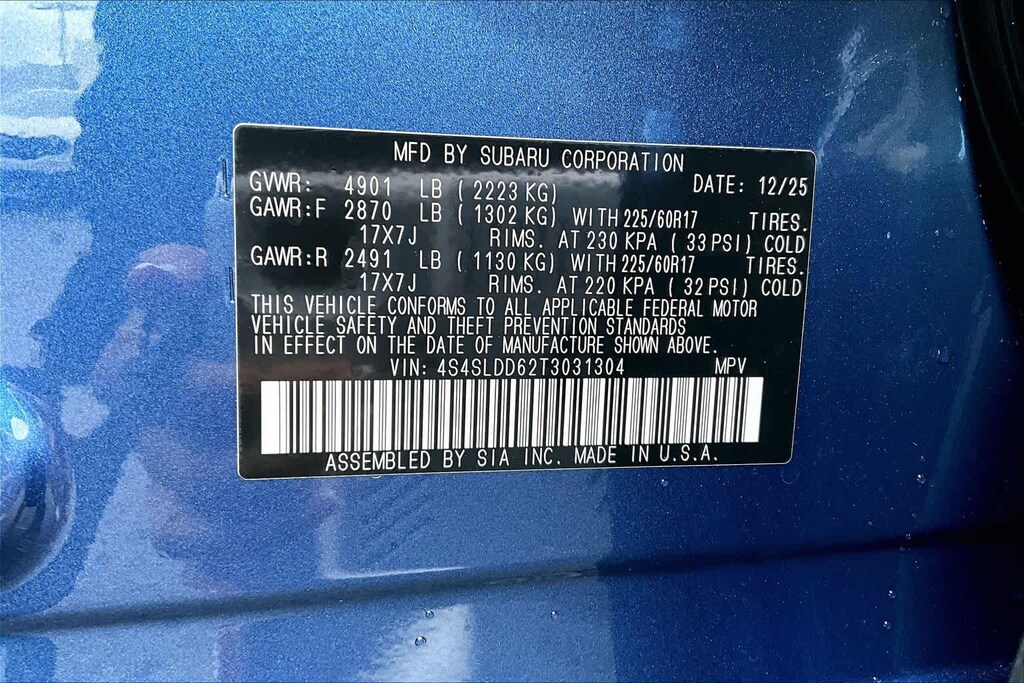 MFD BY SUBARU CORPORATION
GVWR: 4901 LB ( 2223 KG) DATE: 12/25
GAWR:F 2870 LB ( 1302 KG) WITH 225/60R17 TIRES.
17X7J RIMS. AT 230 KPA ( 33 PSI) COLD
GAWR:R 2491 LB ( 1130 KG) WITH 225/60R17 TIRES.
17X7J RIMS. AT 220 KPA ( 32 PSI) COLD
THIS VEHICLE CONFORMS TO ALL APPLICABLE FEDERAL MOTOR
VEHICLE SAFETY AND THEFT PREVENTION STANDARDS
IN EFFECT ON THE DATE OF MANUFACTURE SHOWN ABOVE.
VIN: 4S4SLDD62T3031304 MPV
ASSEMBLED BY SIA INC. MADE IN U.S.A.